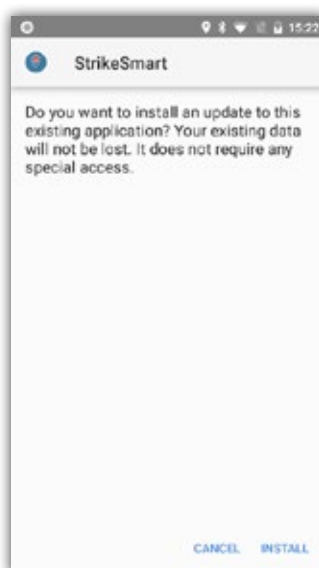 15:22
StrikeSmart
Do you want to install an update to this
existing application? Your existing data
will not be lost. It does not require any
special access.
CANCEL INSTALL